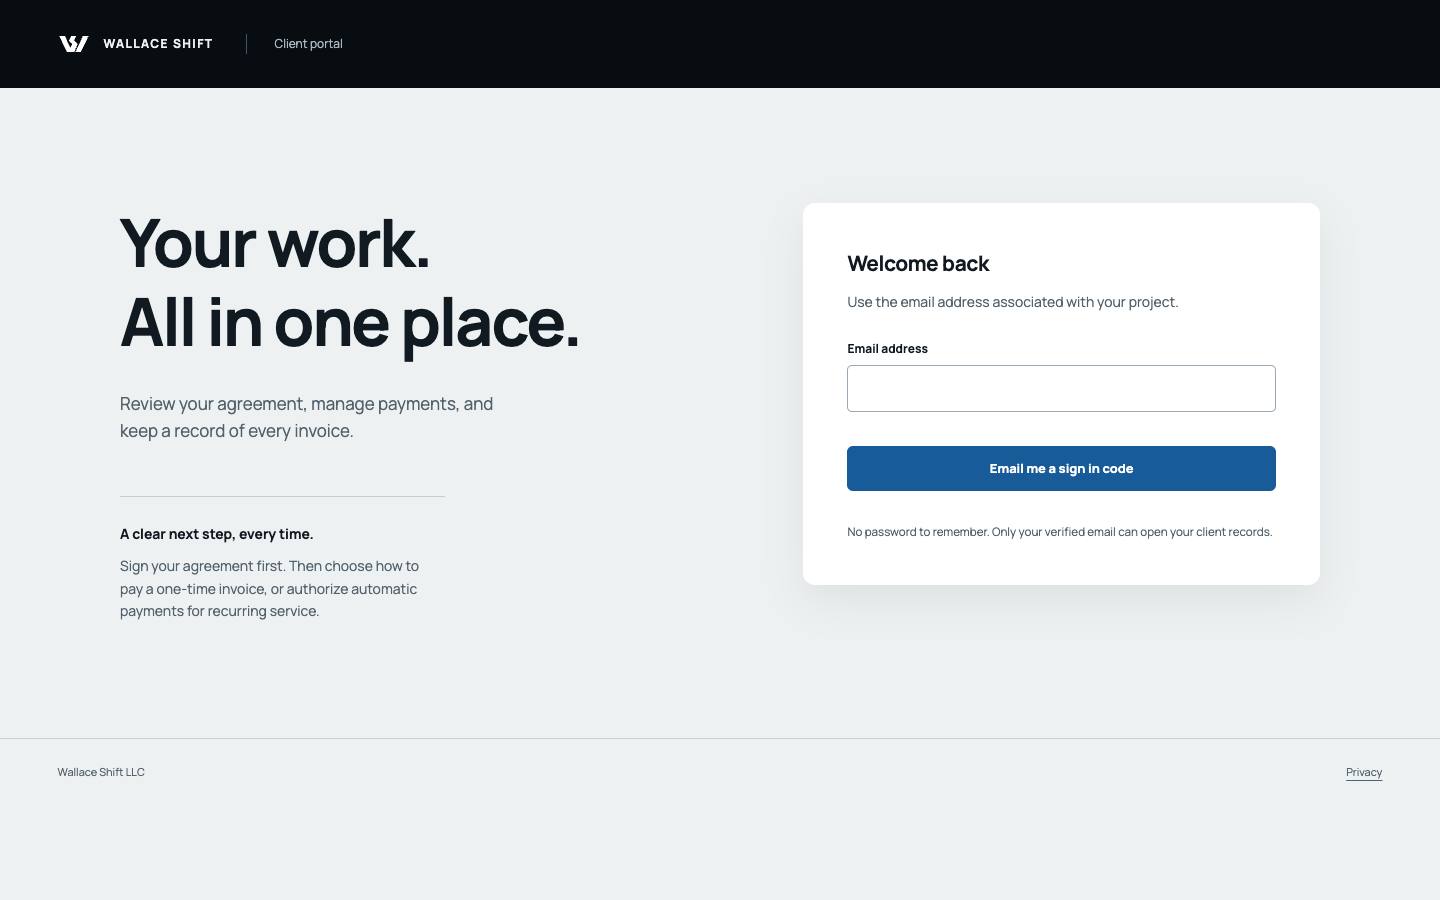 WALLACE SHIFT
Client portal
Your work.
All in one place.
Review your agreement, manage payments, and
keep a record of every invoice.
A clear next step, every time.
Sign your agreement first. Then choose how to
pay a one-time invoice, or authorize automatic
payments for recurring service.
Welcome back
Use the email address associated with your project.
Email address
Email me a sign in code
No password to remember. Only your verified email can open your client records.
Wallace Shift LLC
Privacy